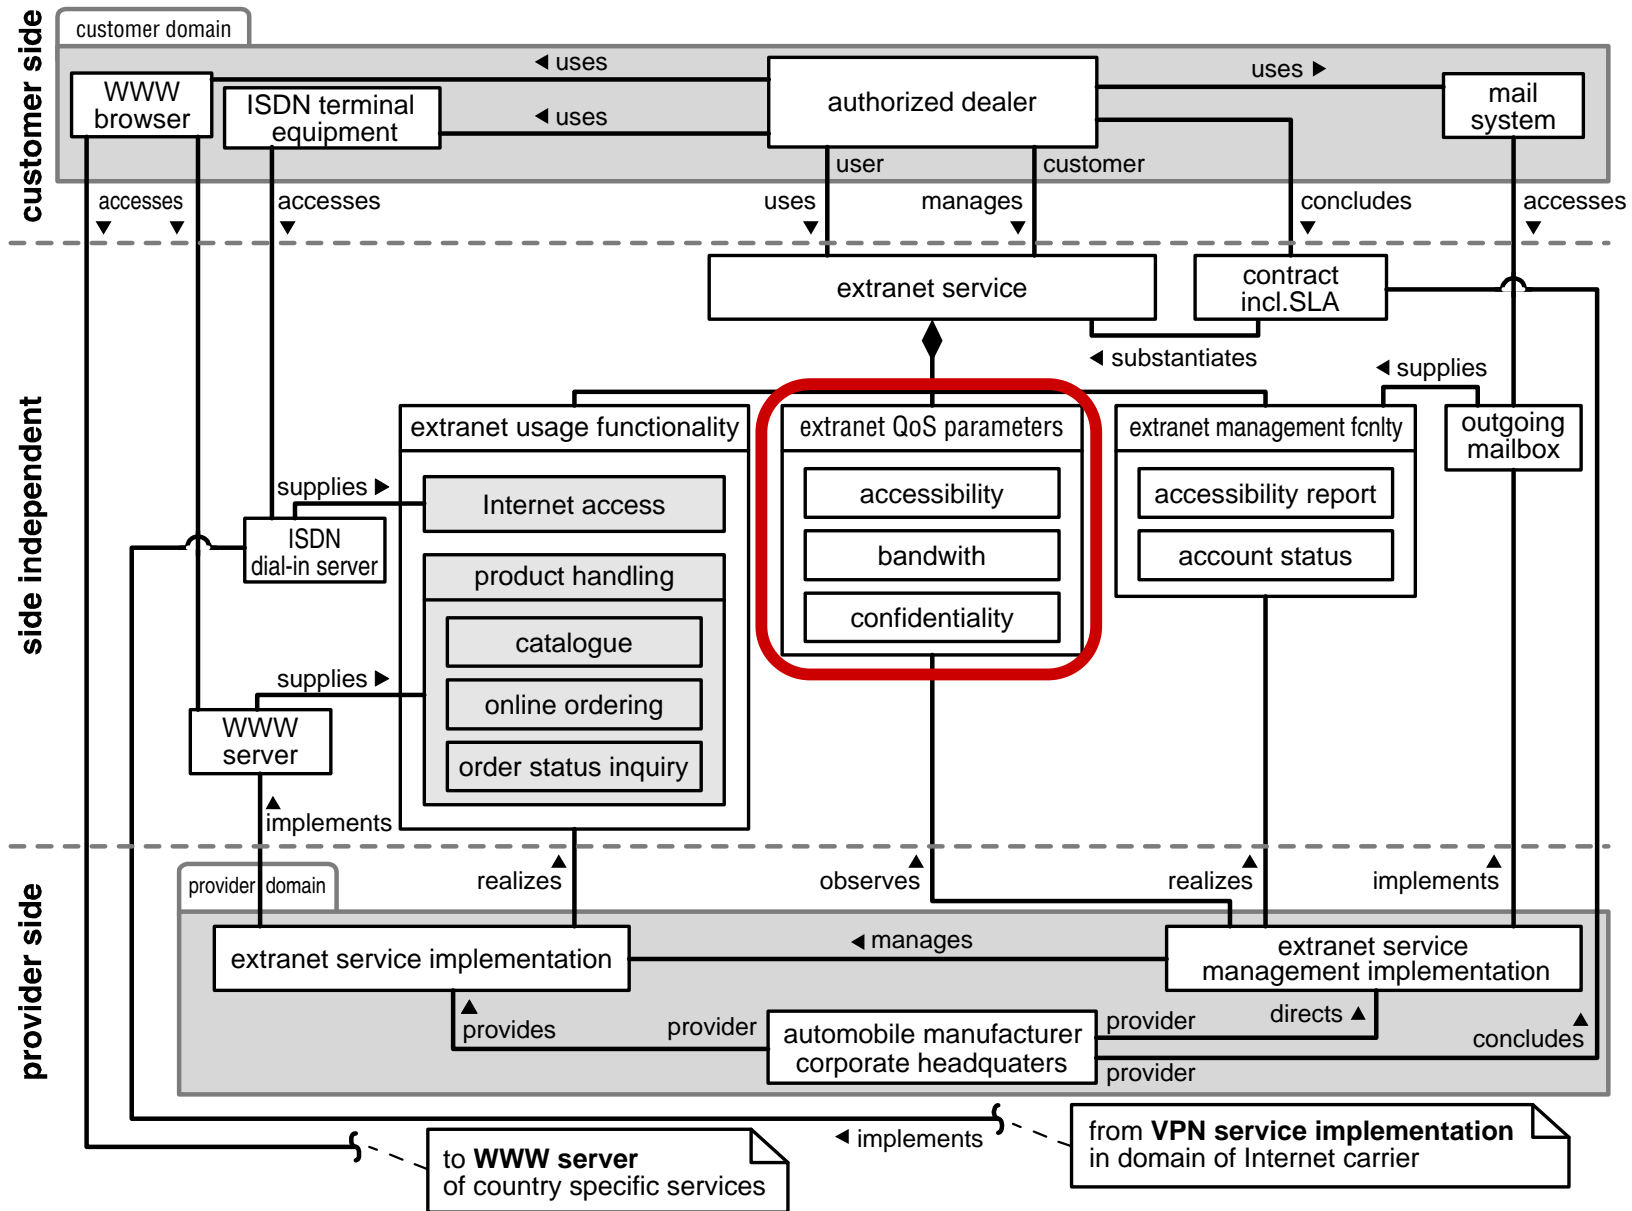 customer side
customer domain
WWW
browser
ISDN terminal
equipment
◄ uses
◄ uses
authorized dealer
uses ►
mail
system
user
customer
accesses
▼
▼
accesses
▼
uses
▼
manages
▼
concludes
▼
accesses
▼
side independent
extranet service
contract
incl.SLA
◄ substantiates
◄ supplies
extranet usage functionality
extranet QoS parameters
extranet management fcnlty
outgoing
mailbox
supplies ►
Internet access
accessibility
accessibility report
ISDN
dial-in server
bandwith
account status
product handling
confidentiality
catalogue
supplies ►
online ordering
WWW
server
order status inquiry
▲
implements
provider side
provider domain
▲
realizes
▲
observes
▲
realizes
▲
implements
extranet service implementation
◄ manages
extranet service
management implementation
▲
provides
provider
automobile manufacturer
corporate headquaters
provider
directs ▲
▲
concludes
provider
◄ implements
to WWW server
of country specific services
from VPN service implementation
in domain of Internet carrier